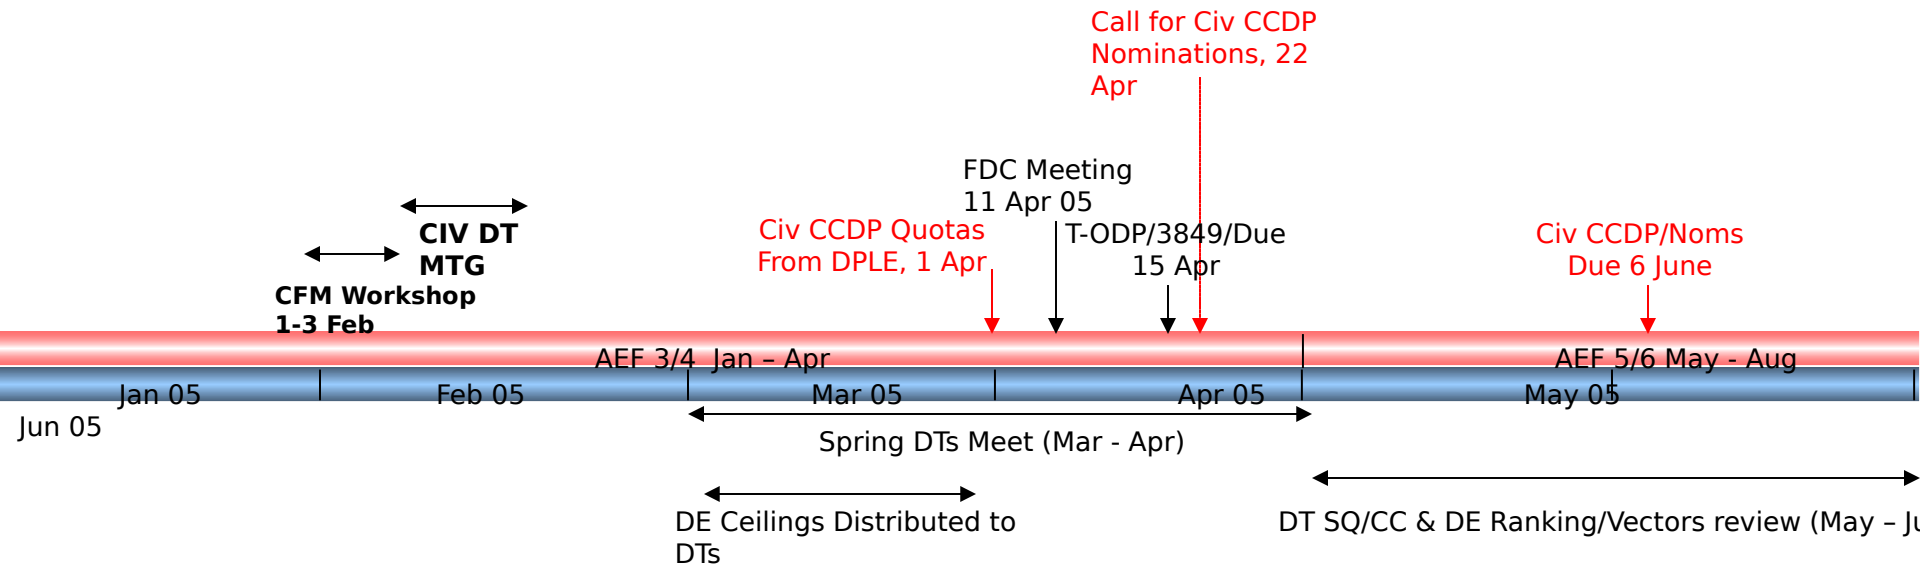 Call for Civ CCDP
Nominations, 22
Apr
FDC Meeting
11 Apr 05
CIV DT
MTG
Civ CCDP Quotas
From DPLE, 1 Apr
T-ODP/3849/Due
15 Apr
Civ CCDP/Noms
Due 6 June
CFM Workshop
1-3 Feb
AEF 3/4  Jan – Apr
AEF 5/6 May - Aug
Jan 05
Feb 05
Mar 05
Apr 05
May 05
Jun 05
Spring DTs Meet (Mar - Apr)
DE Ceilings Distributed to
DTs
DT SQ/CC & DE Ranking/Vectors review (May – Ju